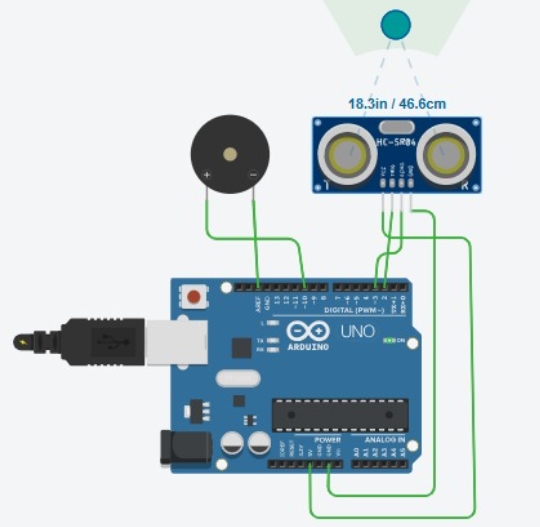 18.3in / 46.6cm
HC-SR04
VCC
TRIG
ECHO
GND
+
-
AREF
GND
13
12
~11
~10
~9
8
7
~6
~5
4
~3
2
TX→1
RX←0
DIGITAL (PWM~)
L
TX
RX
UNO
ARDUINO
ON
POWER
ANALOG IN
IOREF
RESET
3.3V
5V
GND
GND
Vin
A0
A1
A2
A3
A4
A5